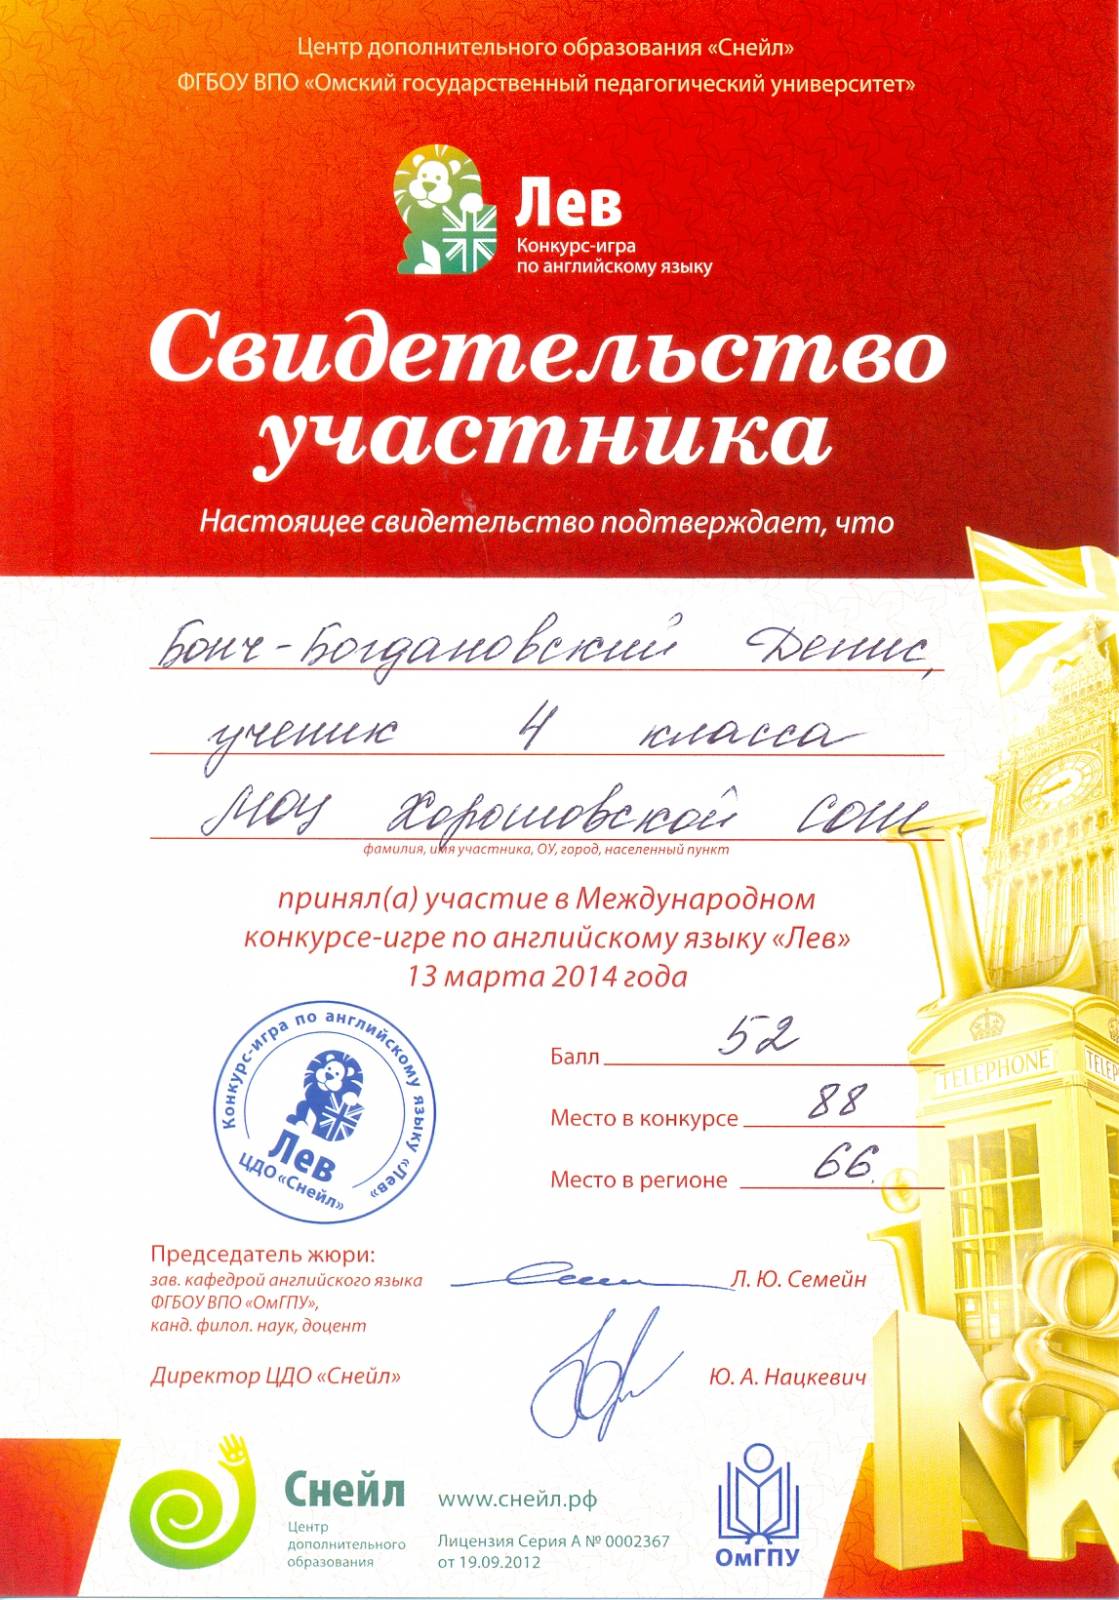 Центр дополнительного образования «Снейл»
ФГБОУ ВПО «Омский государственный педагогический университет»
Лев
Конкурс-игра
по английскому языку
Свидетельство
участника
Настоящее свидетельство подтверждает, что
Бонч-Богдановский Денис,
ученик 4 класса
МОУ Хорошовской СОШ
фамилия, имя участника, ОУ, город, населенный пункт
принял(а) участие в Международном
конкурсе-игре по английскому языку «Лев»
13 марта 2014 года
Конкурс-игра по английскому языку «Лев»
Лев
ЦДО «Снейл»
Балл 52
Место в конкурсе 88
Место в регионе 66.
TELEPHONE
TELEP
Председатель жюри:
зав. кафедрой английского языка
ФГБОУ ВПО «ОмГПУ»,
канд. филол. наук, доцент
Л. Ю. Семейн
Директор ЦДО «Снейл»
Ю. А. Нацкевич
Снейл
Центр
дополнительного
образования
www.снейл.рф
Лицензия Серия А № 0002367
от 19.09.2012
ОмГПУ